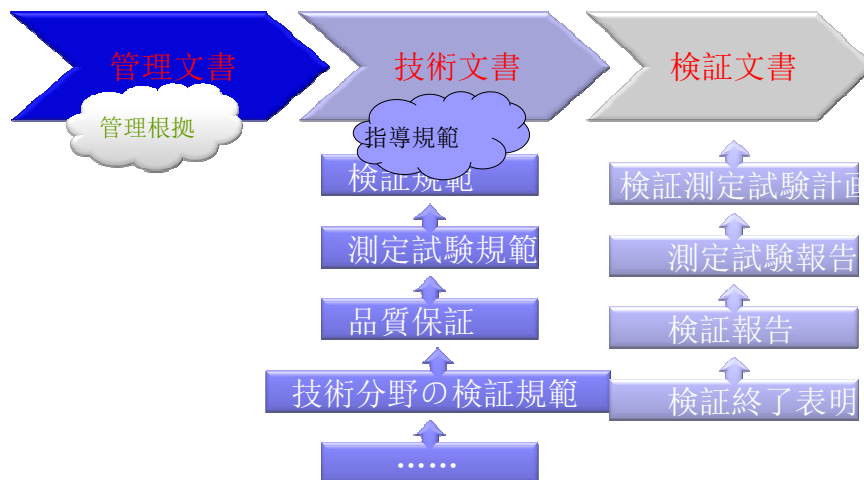 管理文書
技術文書
検証文書
管理根拠
指導規範
検証規範
測定試験規範
品質保証
技術分野の検証規範
……
検証測定試験計画
測定試験報告
検証報告
検証終了表明